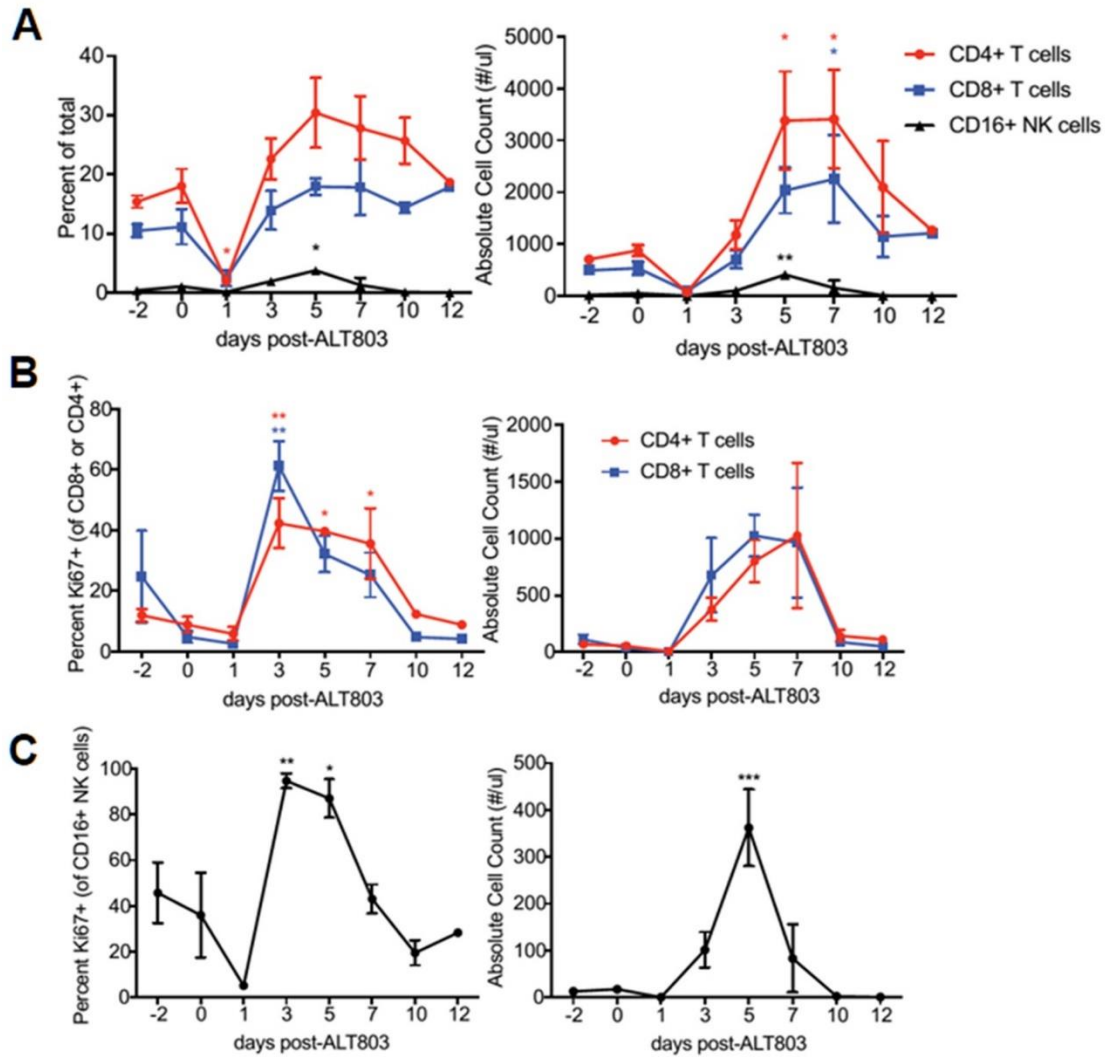 A
Percent of total
40
30
20
10
0
*
*
-2 0 1 3 5 7 10 12
days post-ALT803
Absolute Cell Count (#/ul)
5000
4000
3000
2000
1000
0
* *
*
**
-2 0 1 3 5 7 10 12
days post-ALT803
CD4+ T cells
CD8+ T cells
CD16+ NK cells
B
Percent Ki67+ (of CD8+ or CD4+)
80
60
40
20
0
**
**
*
*
-2 0 1 3 5 7 10 12
days post-ALT803
Absolute Cell Count (#/ul)
2000
1500
1000
500
0
CD4+ T cells
CD8+ T cells
-2 0 1 3 5 7 10 12
days post-ALT803
C
Percent Ki67+ (of CD16+ NK cells)
100
80
60
40
20
0
** *
-2 0 1 3 5 7 10 12
days post-ALT803
Absolute Cell Count (#/ul)
500
400
300
200
100
0
***
-2 0 1 3 5 7 10 12
days post-ALT803